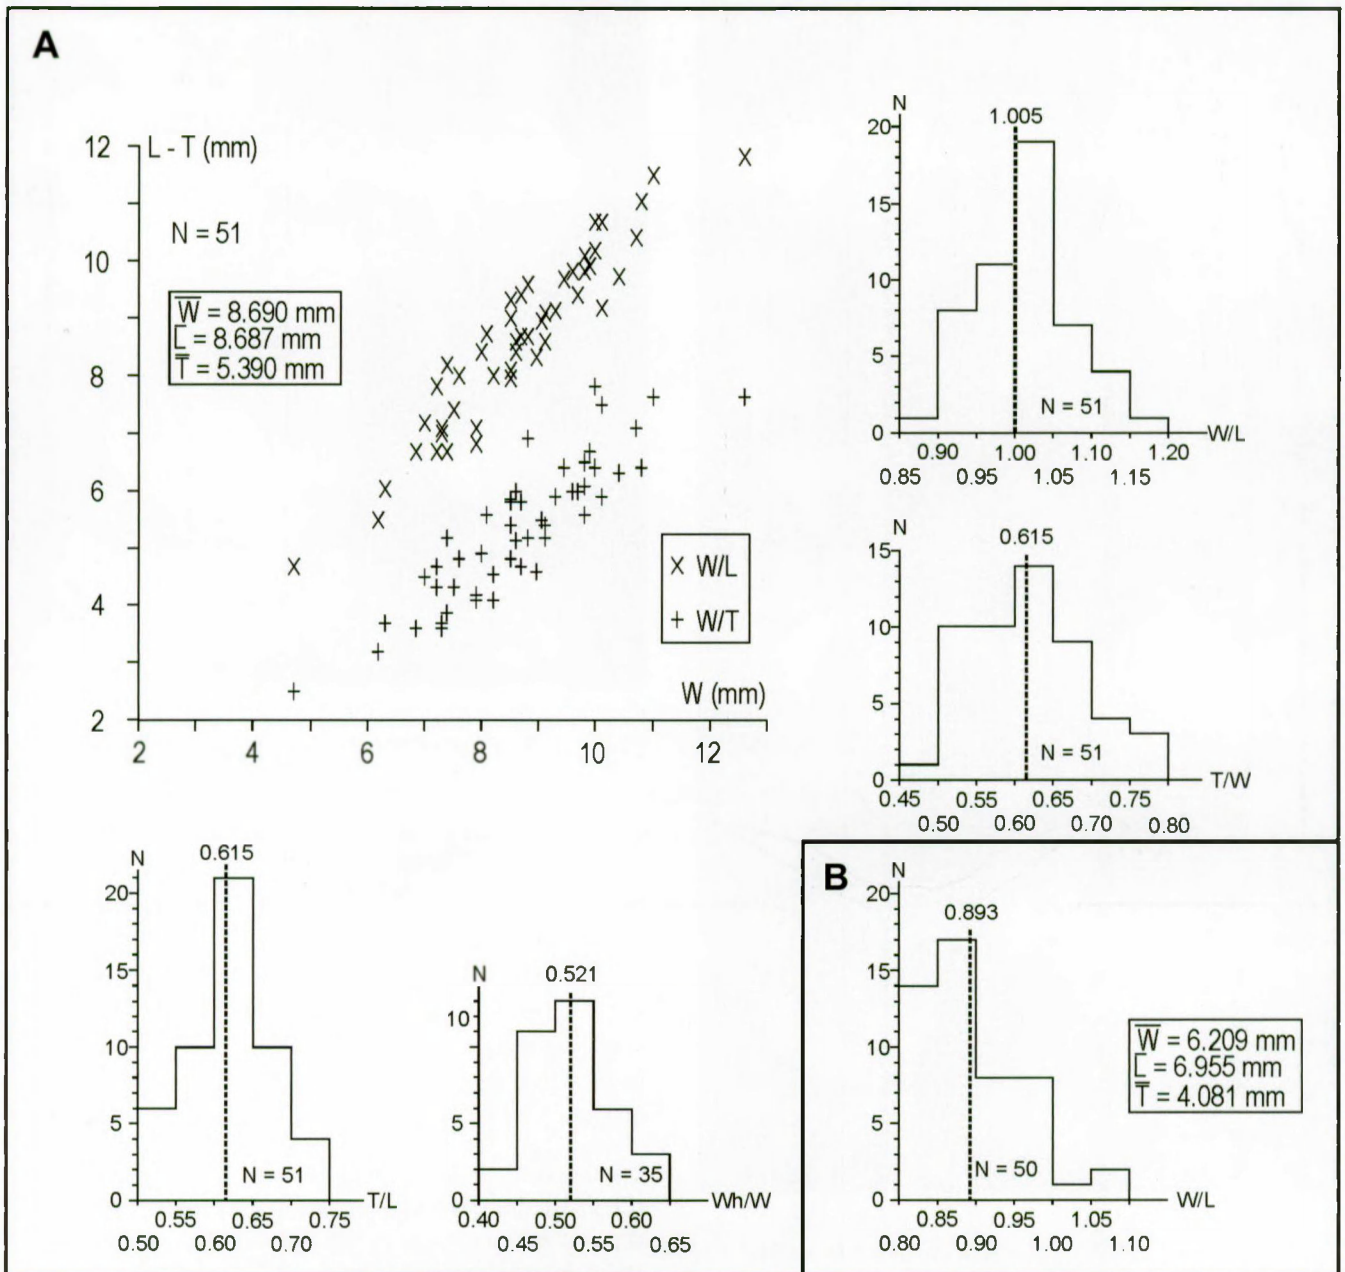 A
12 L - T (mm)
N = 51
10
W̅ = 8.690 mm
[ = 8.687 mm
T̅ = 5.390 mm
8
6
X W/L
+ W/T
4
W (mm)
2
2 4 6 8 10 12
N
1.005
20
15
10
5
N = 51
0
W/L
0.90 1.00 1.10 1.20
0.85 0.95 1.05 1.15
N
0.615
15
10
5
N = 51
0
T/W
0.45 0.55 0.65 0.75
0.50 0.60 0.70 0.80
N
0.615
20
15
10
5
N = 51
0
T/L
0.55 0.65 0.75
0.50 0.60 0.70
N
0.521
10
5
N = 35
0
Wh/W
0.40 0.50 0.60
0.45 0.55 0.65
B
N
20
0.893
15
10
W̅ = 6.209 mm
[ = 6.955 mm
T̅ = 4.081 mm
5
N = 50
0
W/L
0.85 0.95 1.05
0.80 0.90 1.00 1.10